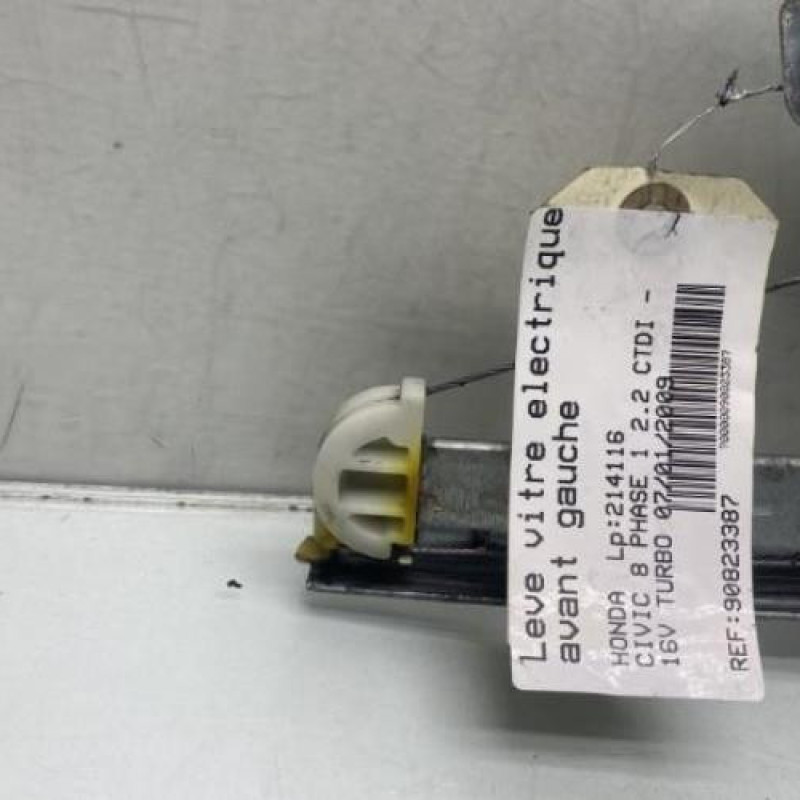 Leve vitre electrique
avant gauche
HONDA Lp:214116
CIVIC 8 PHASE 1 2.2 CTDI -
16V TURBO 07/01/2009
REF:90823387